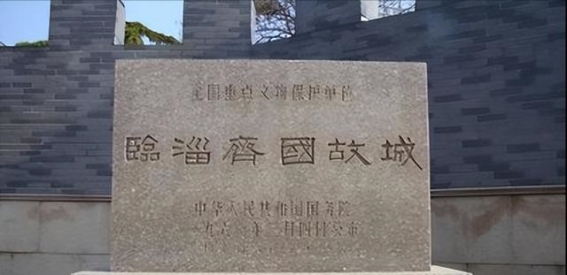 全国重点文物保护单位
臨淄齊國故城
中华人民共和国国务院
一九六一年三月四日公布